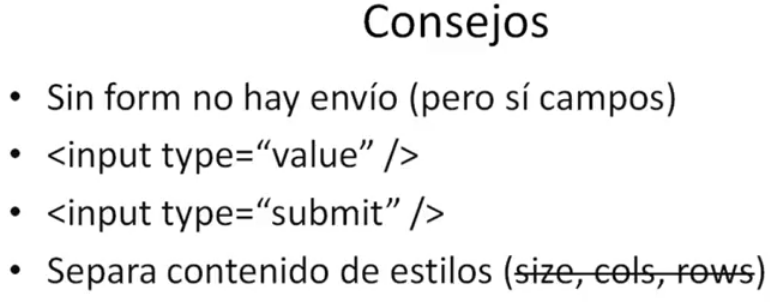 Consejos
• Sin form no hay envío (pero sí campos)
• <input type=“value” />
• <input type=“submit” />
• Separa contenido de estilos (size, cols, rows)